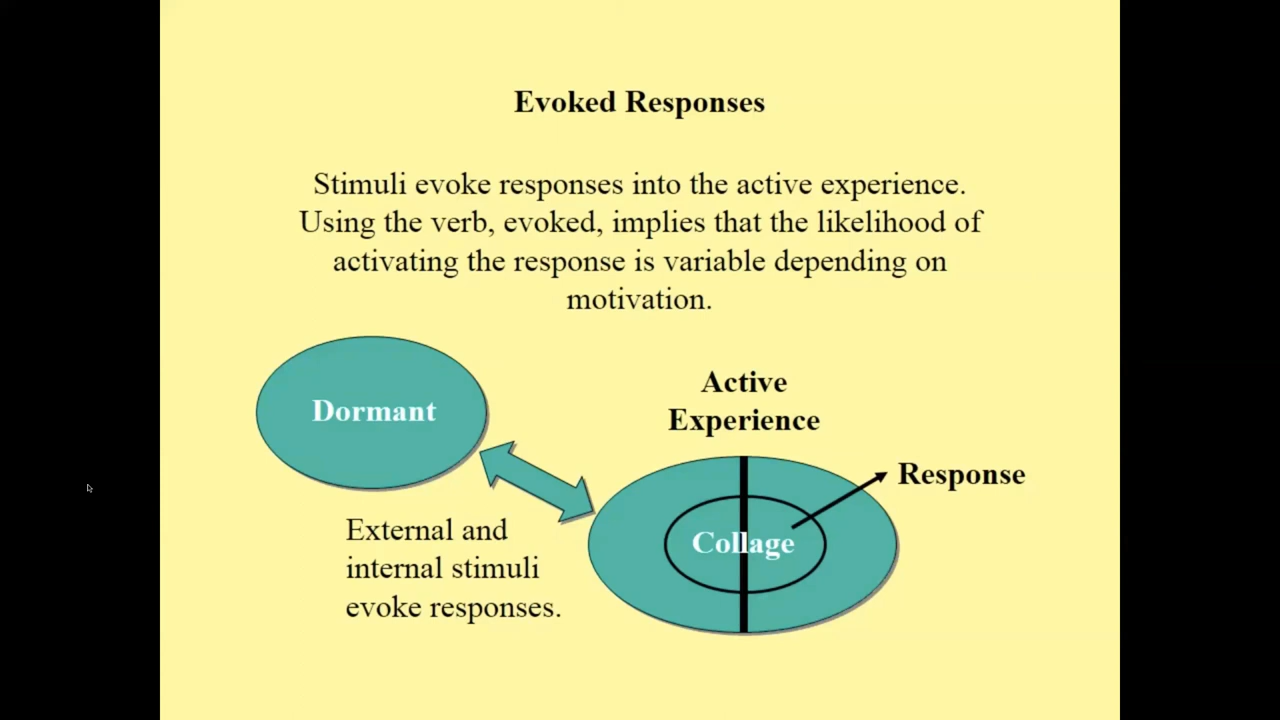 Evoked Responses
Stimuli evoke responses into the active experience.
Using the verb, evoked, implies that the likelihood of
activating the response is variable depending on
motivation.
Dormant
Active
Experience
Response
External and
internal stimuli
evoke responses.
Collage